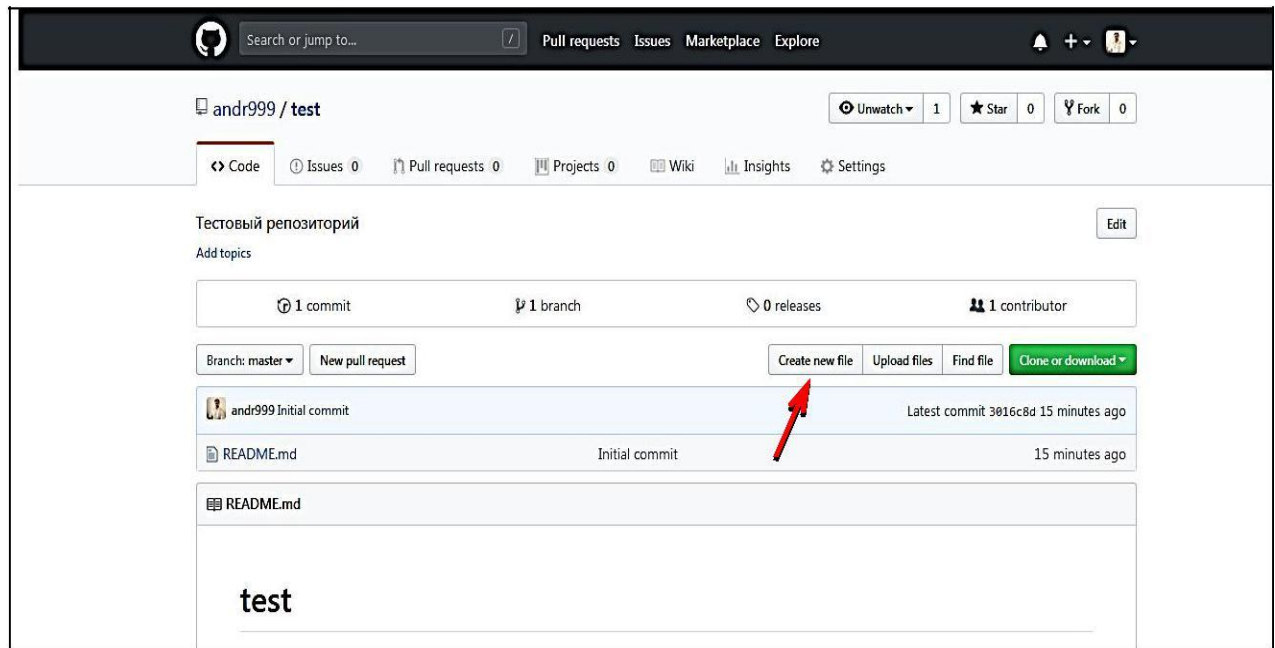 Search or jump to... / Pull requests Issues Marketplace Explore
andr999 / test Unwatch 1 Star 0 Fork 0
Code Issues 0 Pull requests 0 Projects 0 Wiki Insights Settings
Тестовый репозиторий Edit
Add topics
1 commit 1 branch 0 releases 1 contributor
Branch: master New pull request Create new file Upload files Find file Clone or download
andr999 Initial commit Latest commit 3016c8d 15 minutes ago
README.md Initial commit 15 minutes ago
README.md
test